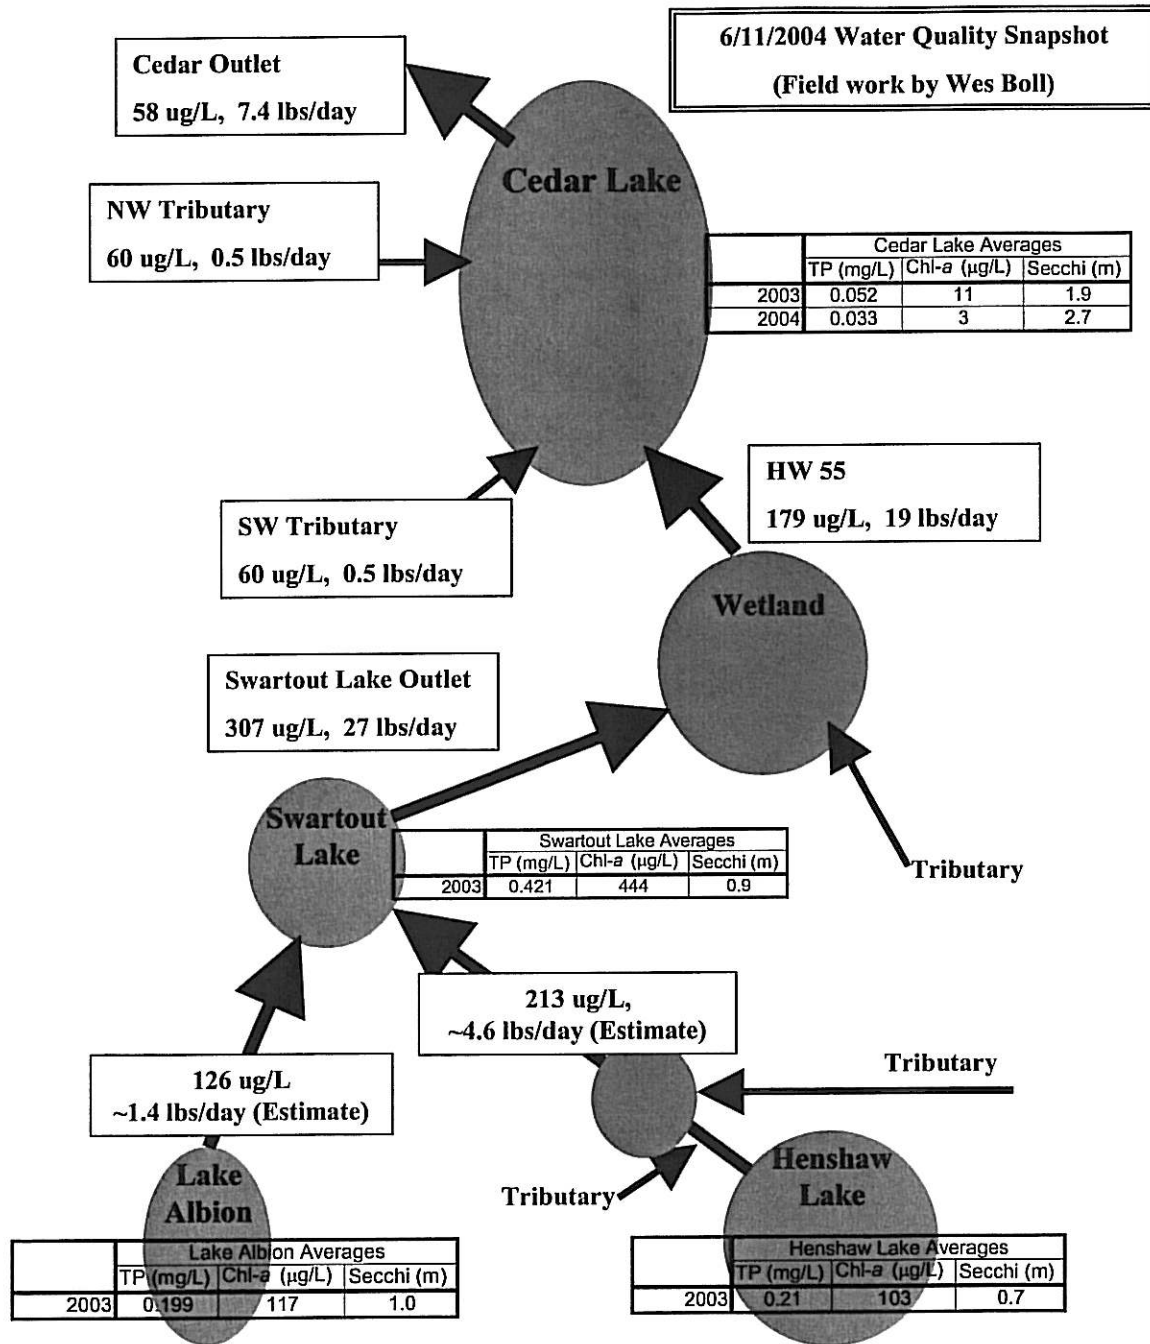 6/11/2004 Water Quality Snapshot
(Field work by Wes Boll)
Cedar Outlet
58 ug/L, 7.4 lbs/day
Cedar Lake
NW Tributary
60 ug/L, 0.5 lbs/day
Cedar Lake Averages
TP (mg/L) Chl-a (µg/L) Secchi (m)
2003 0.052 11 1.9
2004 0.033 3 2.7
HW 55
179 ug/L, 19 lbs/day
SW Tributary
60 ug/L, 0.5 lbs/day
Wetland
Swartout Lake Outlet
307 ug/L, 27 lbs/day
Swartout
Lake
Swartout Lake Averages
TP (mg/L) Chl-a (µg/L) Secchi (m)
2003 0.421 444 0.9
Tributary
213 ug/L,
~4.6 lbs/day (Estimate)
126 ug/L
~1.4 lbs/day (Estimate)
Tributary
Tributary
Lake
Albion
Henshaw
Lake
Lake Albion Averages
TP (mg/L) Chl-a (µg/L) Secchi (m)
2003 0.199 117 1.0
Henshaw Lake Averages
TP (mg/L) Chl-a (µg/L) Secchi (m)
2003 0.21 103 0.7